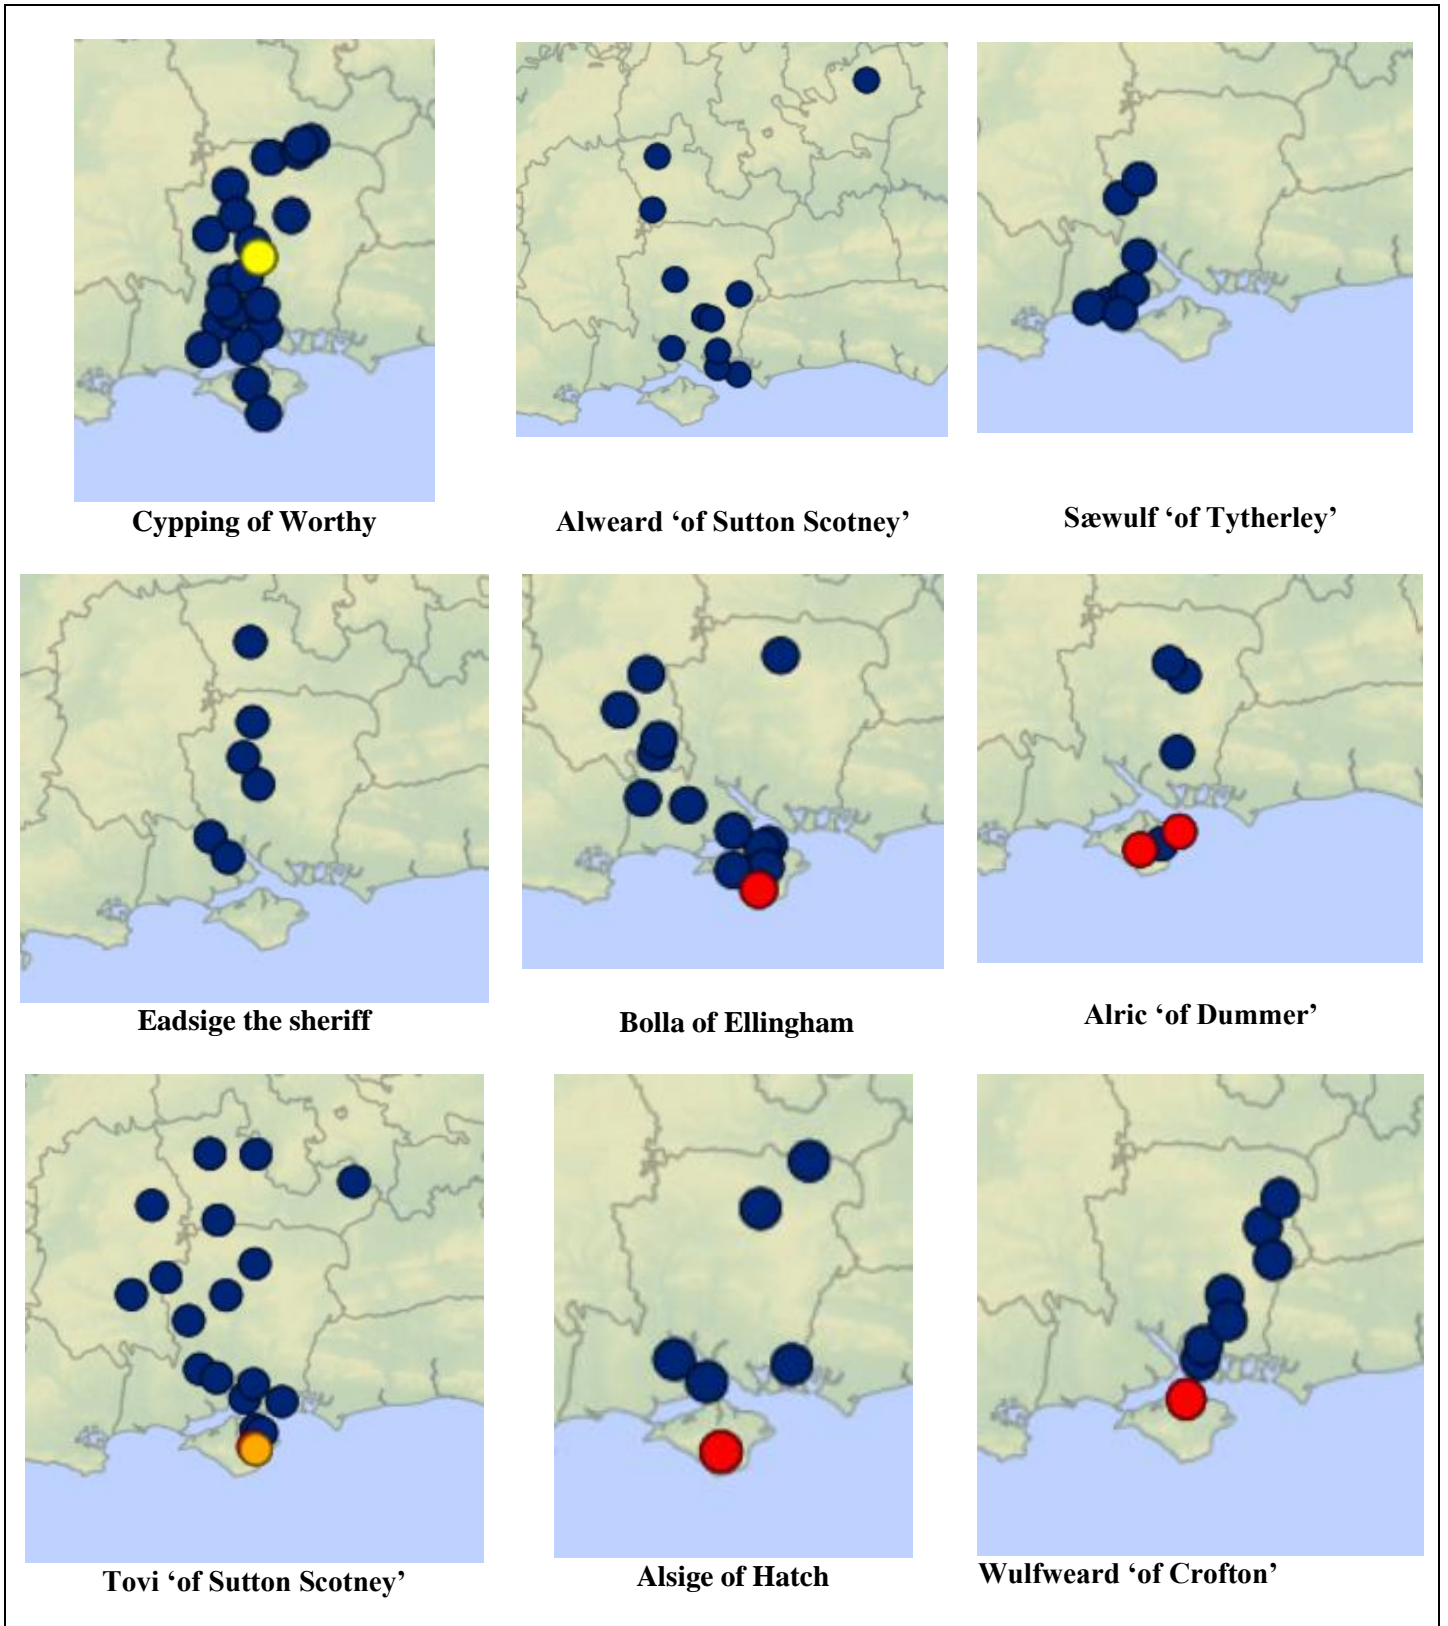 Cypping of Worthy
Alweard ‘of Sutton Scotney’
Sæwulf ‘of Tytherley’
Eadsige the sheriff
Bolla of Ellingham
Alric ‘of Dummer’
Tovi ‘of Sutton Scotney’
Alsige of Hatch
Wulfweard ‘of Crofton’